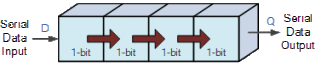 Serial
Data
Input
D
1-bit
1-bit
1-bit
1-bit
Q
Serial
Data
Output